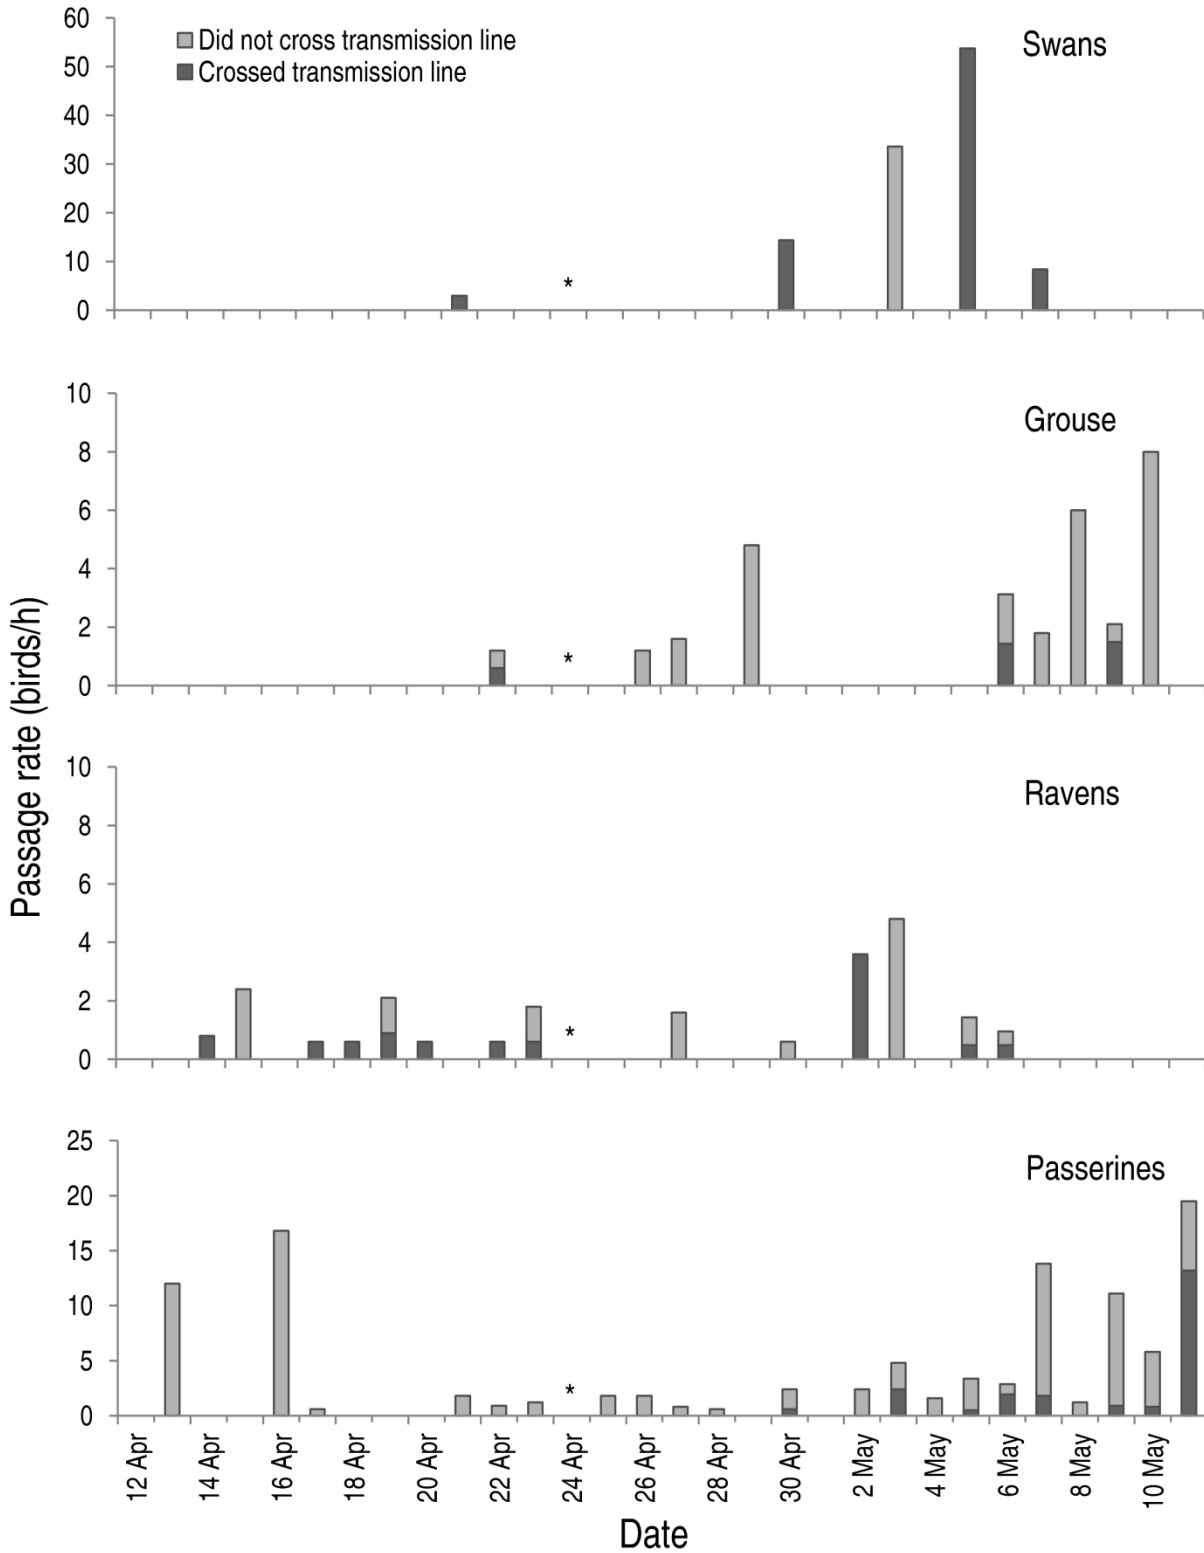 60
50
40
30
20
10
0
Did not cross transmission line
Crossed transmission line
Swans
*
10
8
6
4
2
0
Grouse
*
Passage rate (birds/h)
10
8
6
4
2
0
Ravens
*
25
20
15
10
5
0
Passerines
*
12 Apr
14 Apr
16 Apr
18 Apr
20 Apr
22 Apr
24 Apr
26 Apr
28 Apr
30 Apr
2 May
4 May
6 May
8 May
10 May
Date